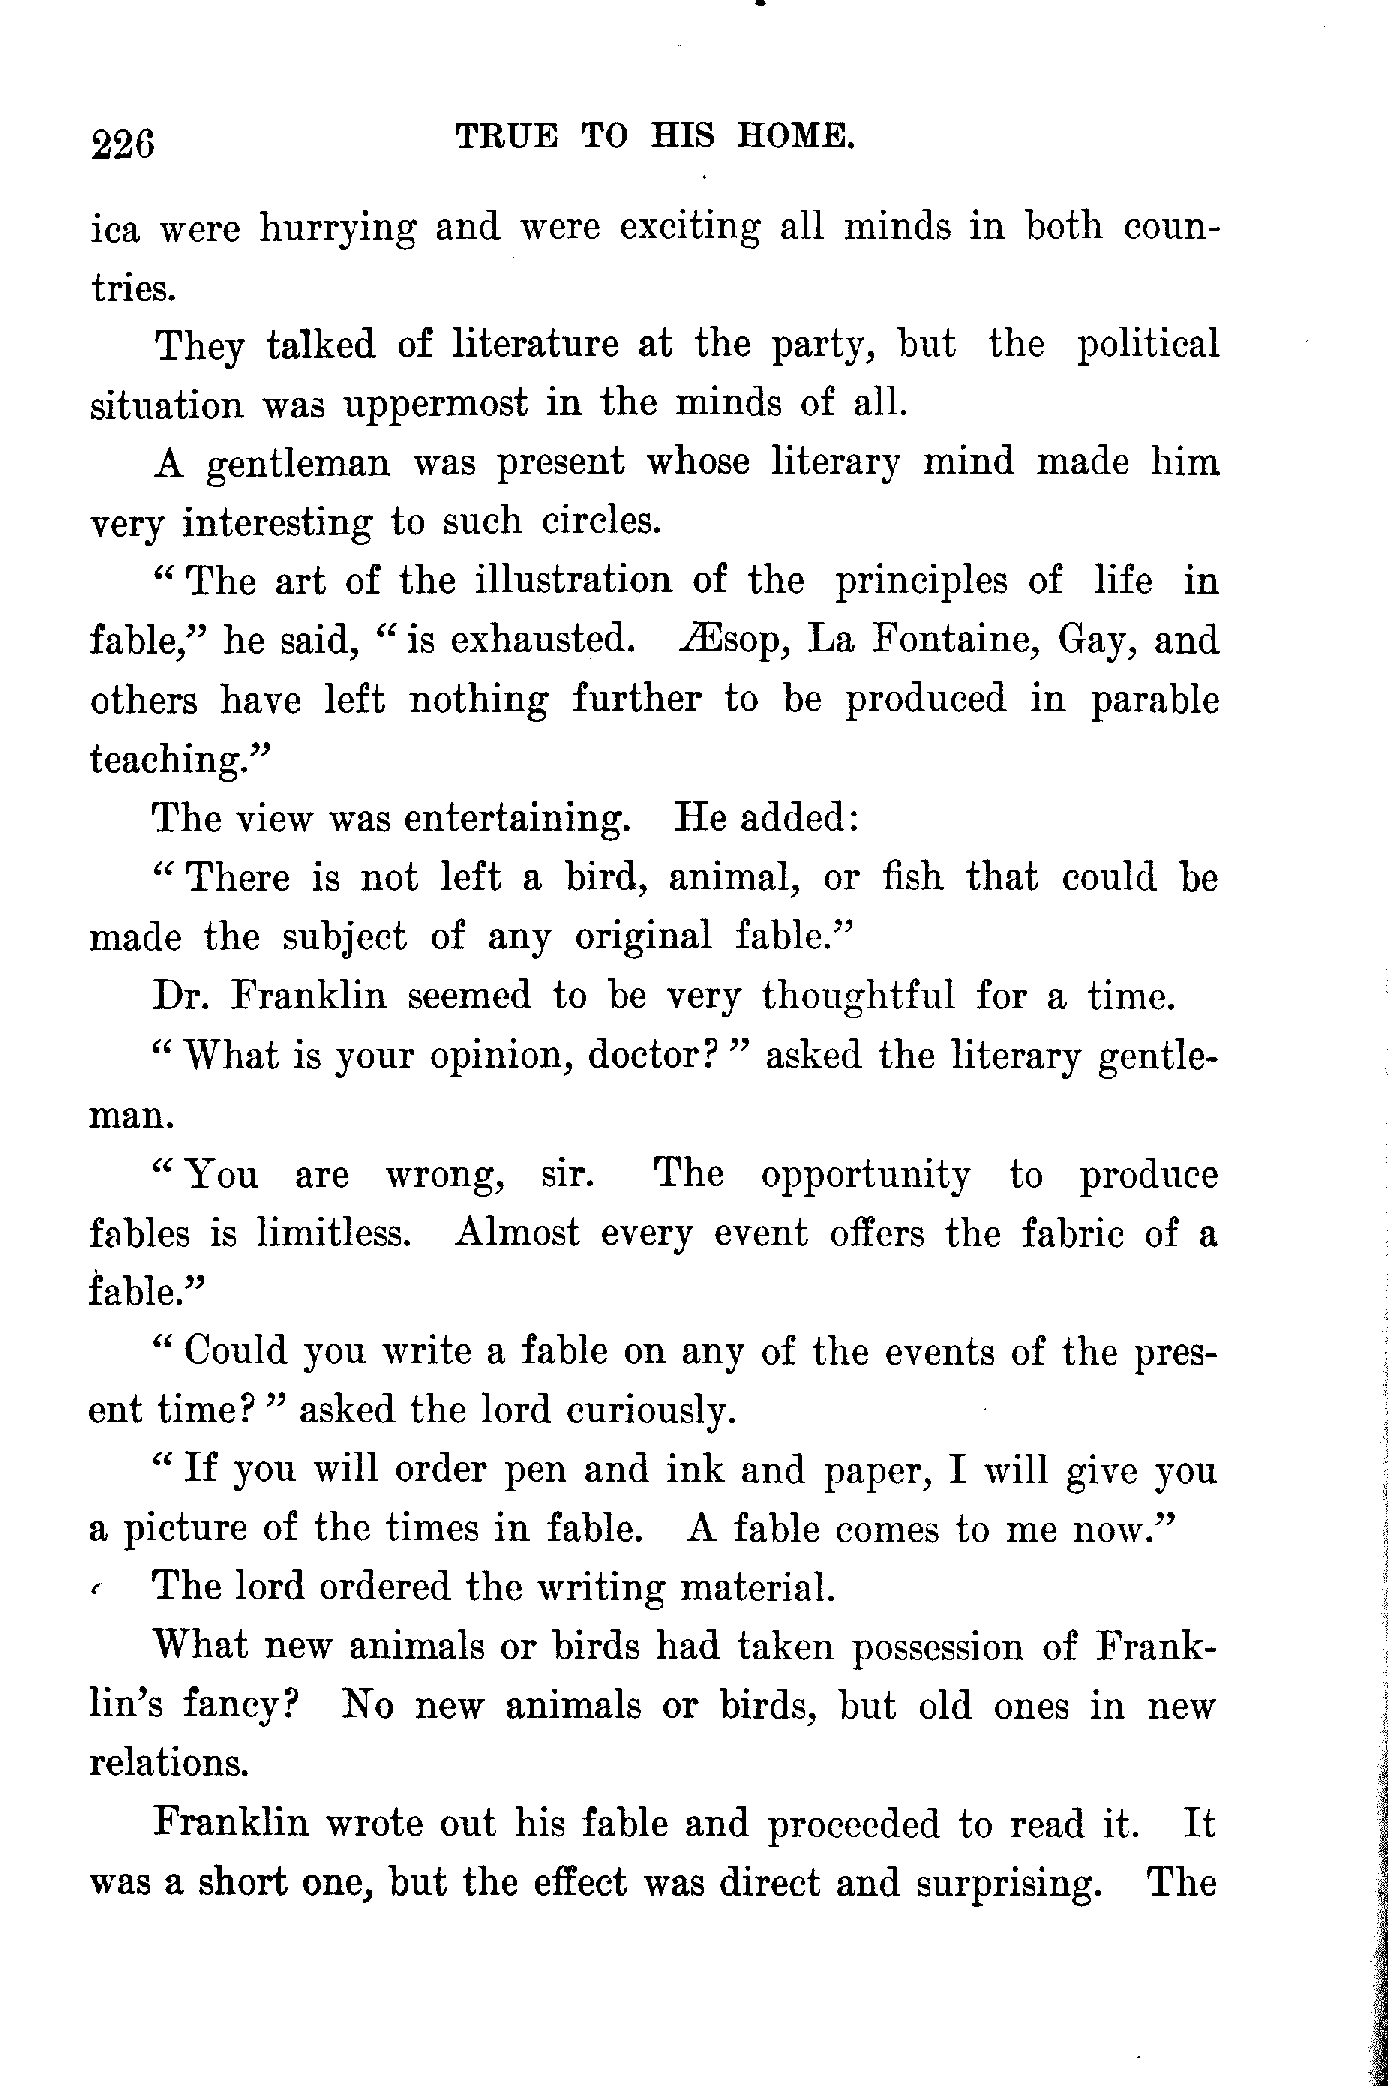 226 TRUE TO HIS HOME.
ica were hurrying and were exciting all minds in both coun-
tries.
They talked of literature at the party, but the political
situation was uppermost in the minds of all.
A gentleman was present whose literary mind made him
very interesting to such circles.
“ The art of the illustration of the principles of life in
fable,” he said, “ is exhausted. Æsop, La Fontaine, Gay, and
others have left nothing further to be produced in parable
teaching.”
The view was entertaining. He added:
“ There is not left a bird, animal, or fish that could be
made the subject of any original fable.”
Dr. Franklin seemed to be very thoughtful for a time.
“ What is your opinion, doctor? ” asked the literary gentle-
man.
“ You are wrong, sir. The opportunity to produce
fables is limitless. Almost every event offers the fabric of a
fable.”
“ Could you write a fable on any of the events of the pres-
ent time? ” asked the lord curiously.
“ If you will order pen and ink and paper, I will give you
a picture of the times in fable. A fable comes to me now.”
The lord ordered the writing material.
What new animals or birds had taken possession of Frank-
lin’s fancy? No new animals or birds, but old ones in new
relations.
Franklin wrote out his fable and proceeded to read it. It
was a short one, but the effect was direct and surprising. The